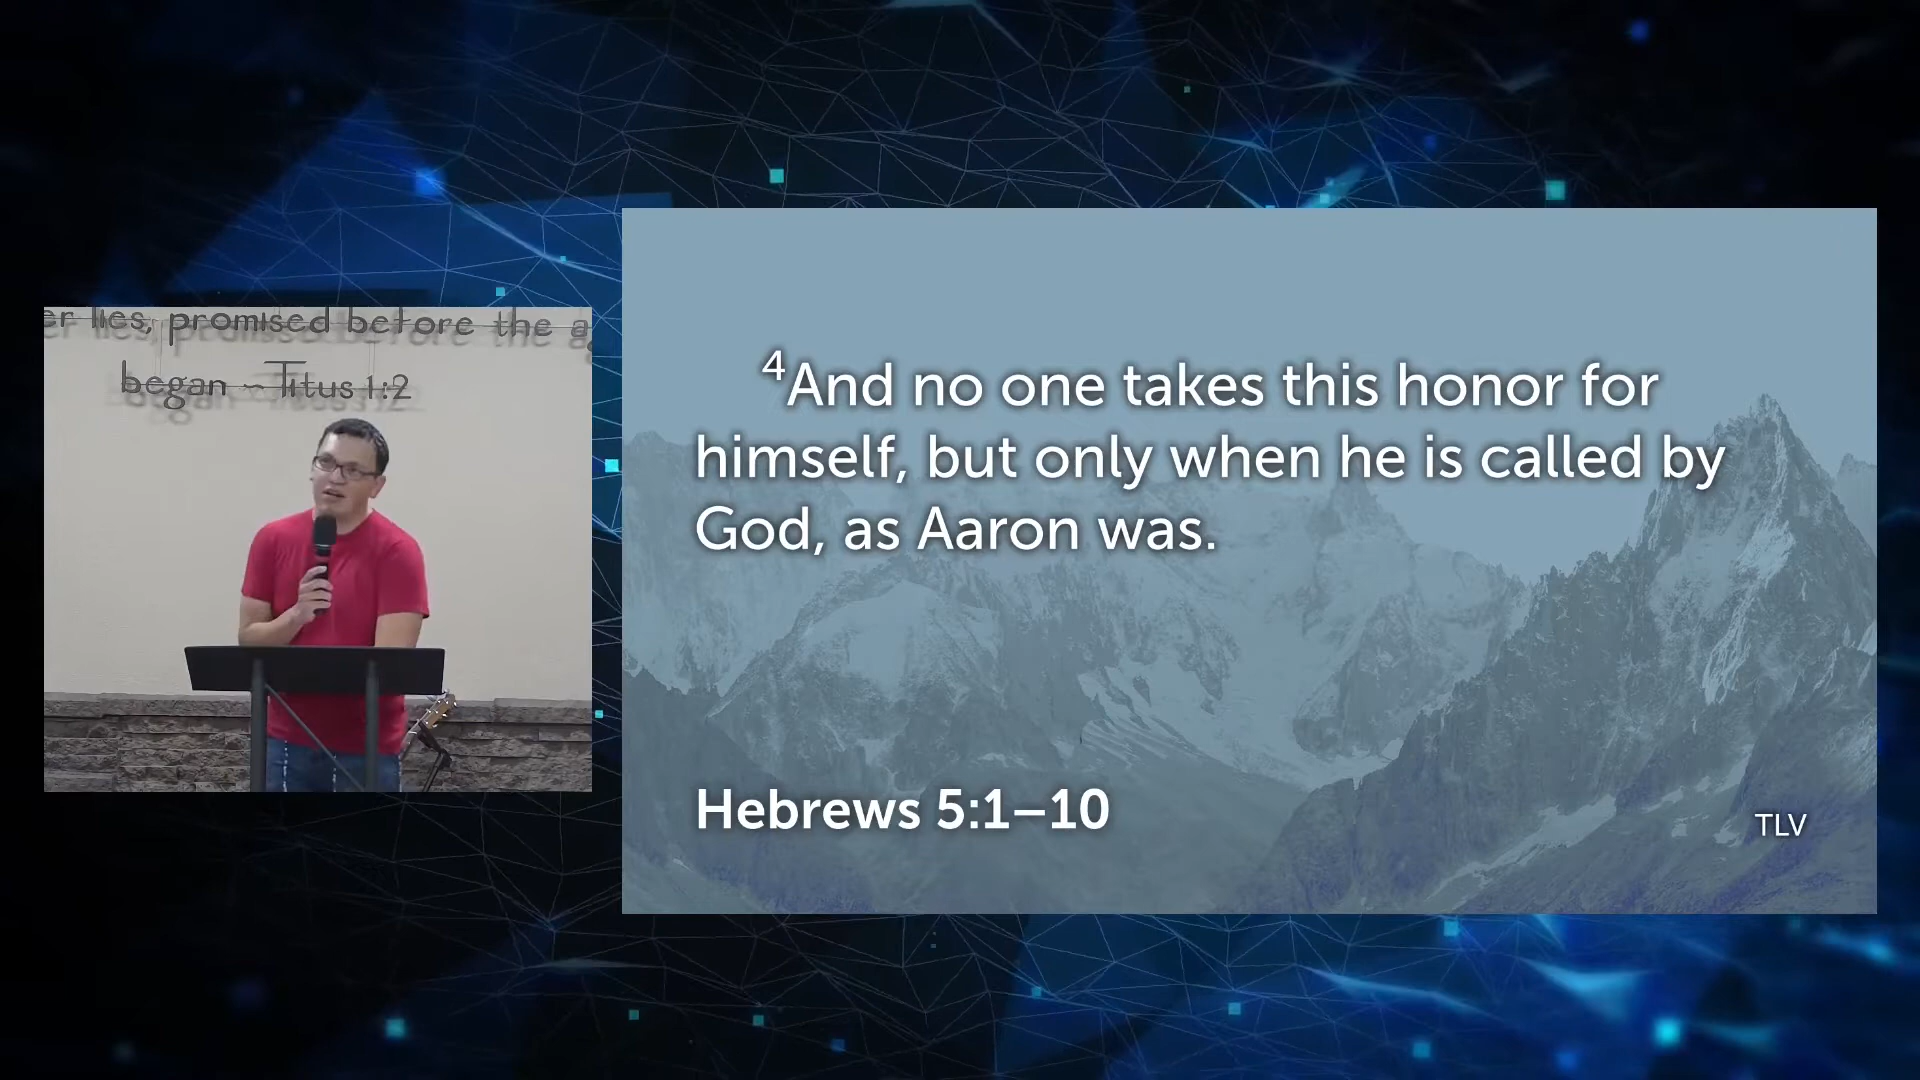 er lies, promised before the a
began ~ Titus 1:2
4And no one takes this honor for
himself, but only when he is called by
God, as Aaron was.
Hebrews 5:1–10
TLV